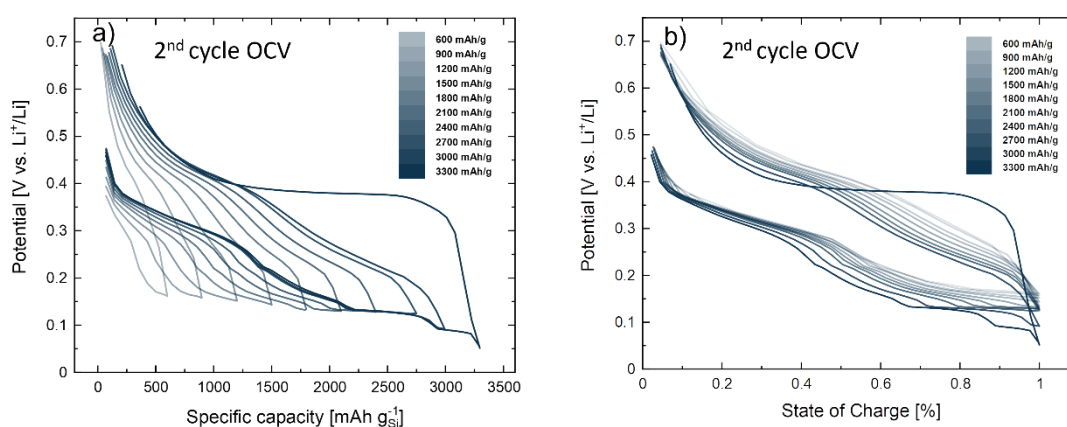 a)
2nd cycle OCV
600 mAh/g
900 mAh/g
1200 mAh/g
1500 mAh/g
1800 mAh/g
2100 mAh/g
2400 mAh/g
2700 mAh/g
3000 mAh/g
3300 mAh/g
Potential [V vs. Li⁺/Li]
0.7
0.6
0.5
0.4
0.3
0.2
0.1
0
0 500 1000 1500 2000 2500 3000 3500
Specific capacity [mAh g⁻¹Si]
b)
2nd cycle OCV
600 mAh/g
900 mAh/g
1200 mAh/g
1500 mAh/g
1800 mAh/g
2100 mAh/g
2400 mAh/g
2700 mAh/g
3000 mAh/g
3300 mAh/g
Potential [V vs. Li⁺/Li]
0.7
0.6
0.5
0.4
0.3
0.2
0.1
0
0 0.2 0.4 0.6 0.8 1
State of Charge [%]